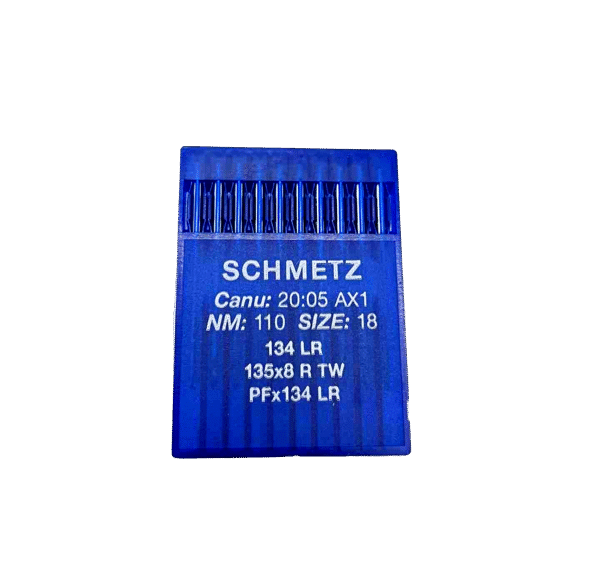 SCHMETZ
Canu: 20:05 AX1
NM: 110 SIZE: 18
134 LR
135x8 R TW
PFx134 LR